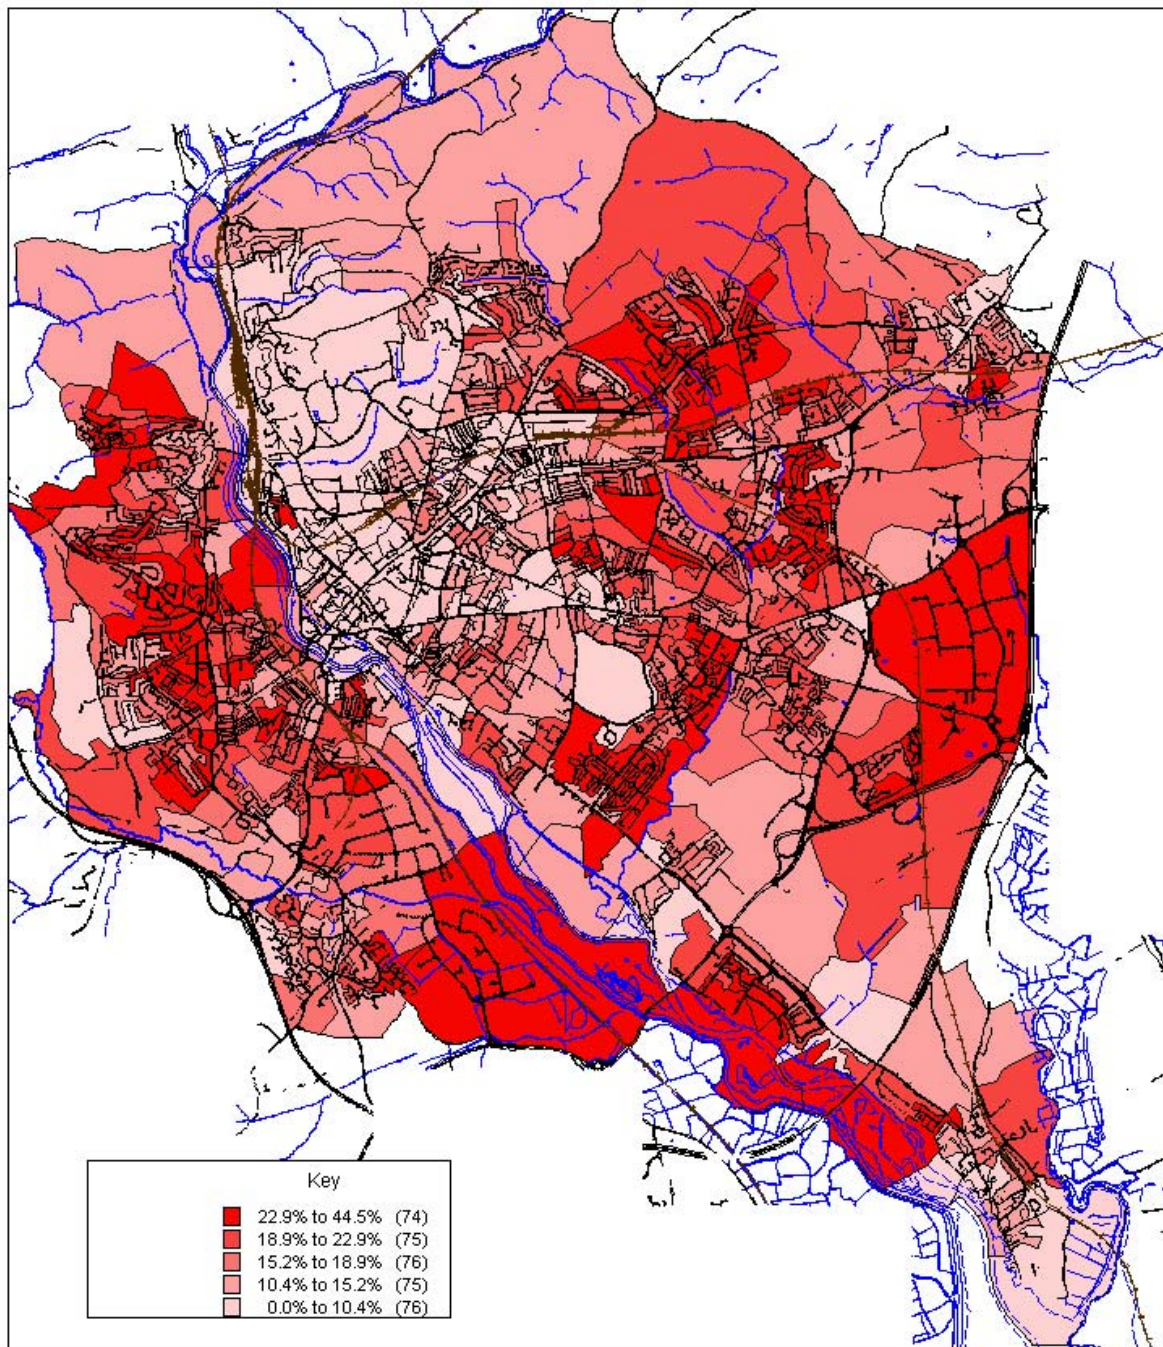 Key
22.9% to 44.5% (74)
18.9% to 22.9% (75)
15.2% to 18.9% (76)
10.4% to 15.2% (75)
0.0% to 10.4% (76)